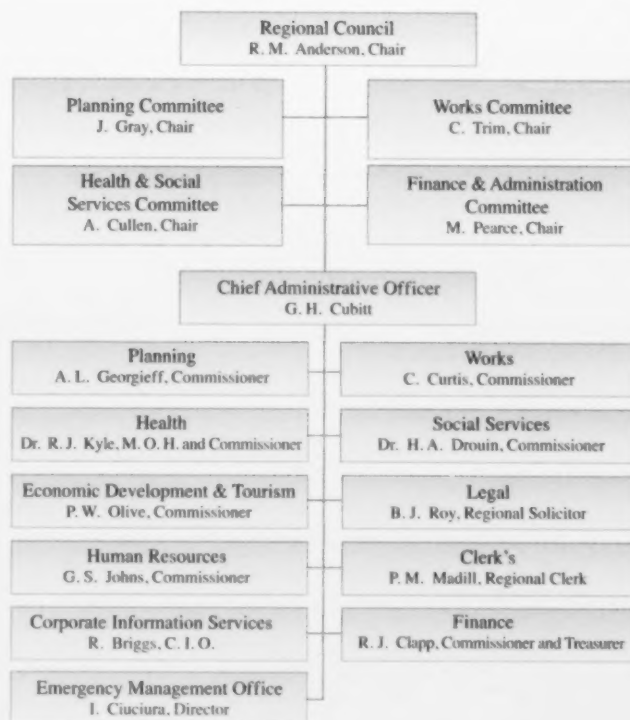 Regional Council
R. M. Anderson, Chair
Planning Committee
J. Gray, Chair
Works Committee
C. Trim, Chair
Health & Social
Services Committee
A. Cullen, Chair
Finance & Administration
Committee
M. Pearce, Chair
Chief Administrative Officer
G. H. Cubitt
Planning
A. L. Georgieff, Commissioner
Works
C. Curtis, Commissioner
Health
Dr. R. J. Kyle, M. O. H. and Commissioner
Social Services
Dr. H. A. Drouin, Commissioner
Economic Development & Tourism
P. W. Olive, Commissioner
Legal
B. J. Roy, Regional Solicitor
Human Resources
G. S. Johns, Commissioner
Clerk's
P. M. Madill, Regional Clerk
Corporate Information Services
R. Briggs, C. I. O.
Finance
R. J. Clapp, Commissioner and Treasurer
Emergency Management Office
I. Ciuciura, Director